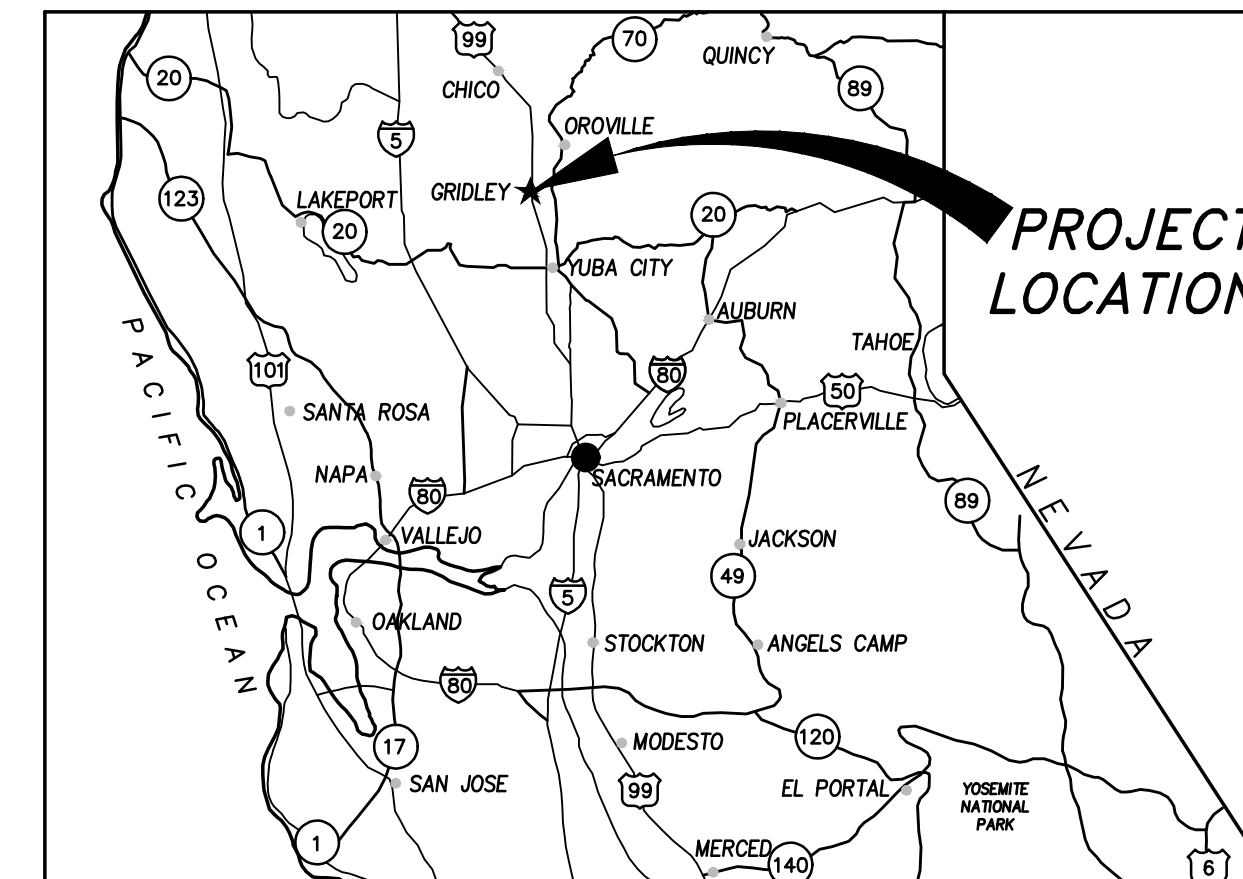 99
70
QUINCY
20
CHICO
89
5
OROVILLE
123
LAKEPORT
GRIDLEY
20
20
PROJECT
LOCATION
YUBA CITY
AUBURN
TAHOE
PACIFIC OCEAN
101
80
50
SANTA ROSA
PLACERVILLE
NAPA
SACRAMENTO
80
89
NEVADA
1
VALLEJO
JACKSON
49
5
OAKLAND
STOCKTON
ANGELS CAMP
80
17
MODESTO
120
SAN JOSE
99
EL PORTAL
YOSEMITE
NATIONAL
PARK
1
MERCED
140
6